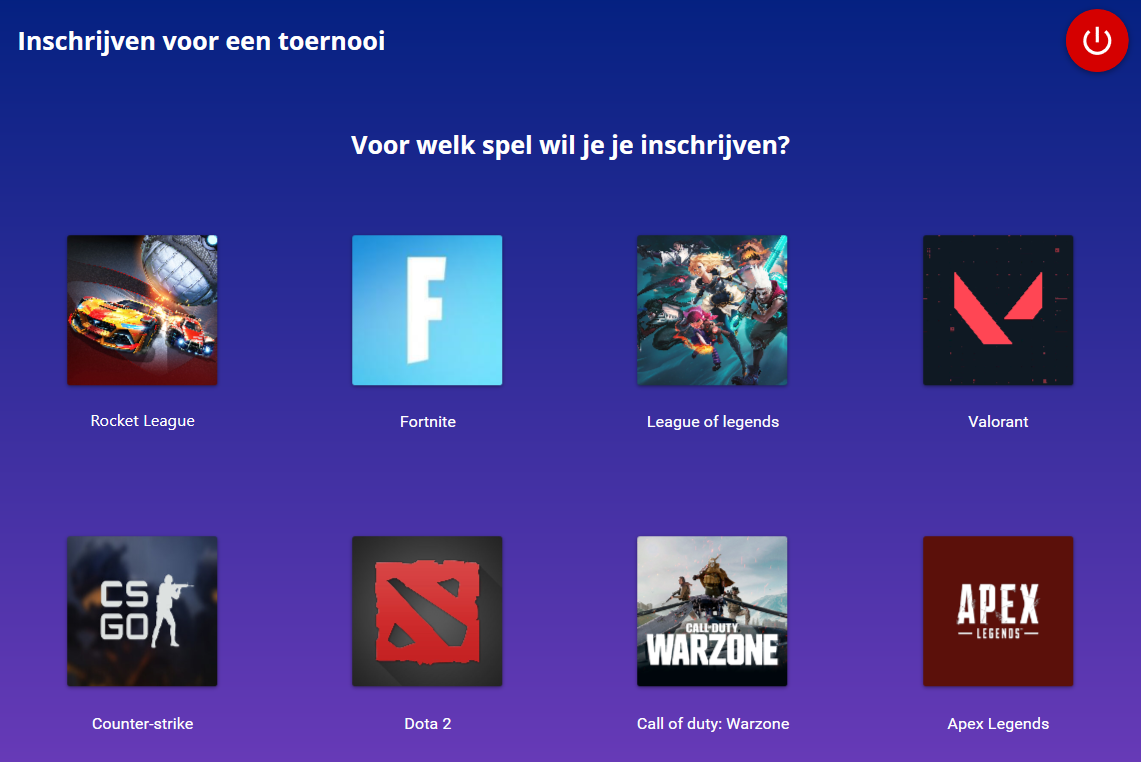 Inschrijven voor een toernooi
Voor welk spel wil je je inschrijven?
F
Rocket League
Fortnite
League of legends
Valorant
CS
GO
CALL OF DUTY
WARZONE
APEX
LEGENDS
Counter-strike
Dota 2
Call of duty: Warzone
Apex Legends